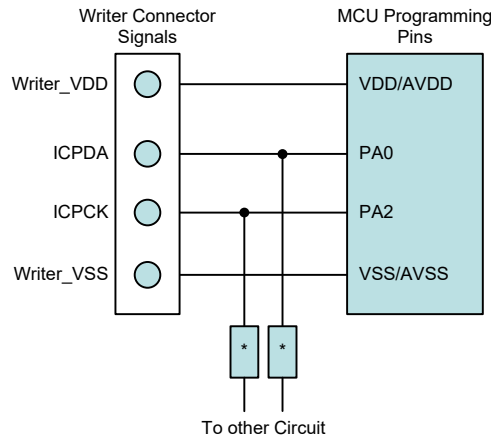 Writer Connector
Signals
MCU Programming
Pins
Writer_VDD
VDD/AVDD
ICPDA
PA0
ICPCK
PA2
Writer_VSS
VSS/AVSS
*
*
To other Circuit